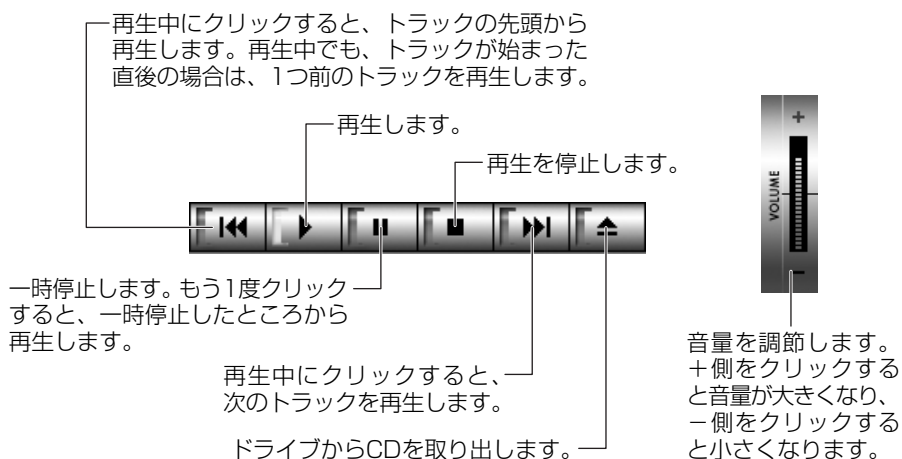 再生中にクリックすると、トラックの先頭から
再生します。再生中でも、トラックが始まった
直後の場合は、1つ前のトラックを再生します。
再生します。
再生を停止します。
一時停止します。もう1度クリック
すると、一時停止したところから
再生します。
再生中にクリックすると、
次のトラックを再生します。
ドライブからCDを取り出します。
+
VOLUME
−
音量を調節します。
＋側をクリックする
と音量が大きくなり、
－側をクリックする
と小さくなります。